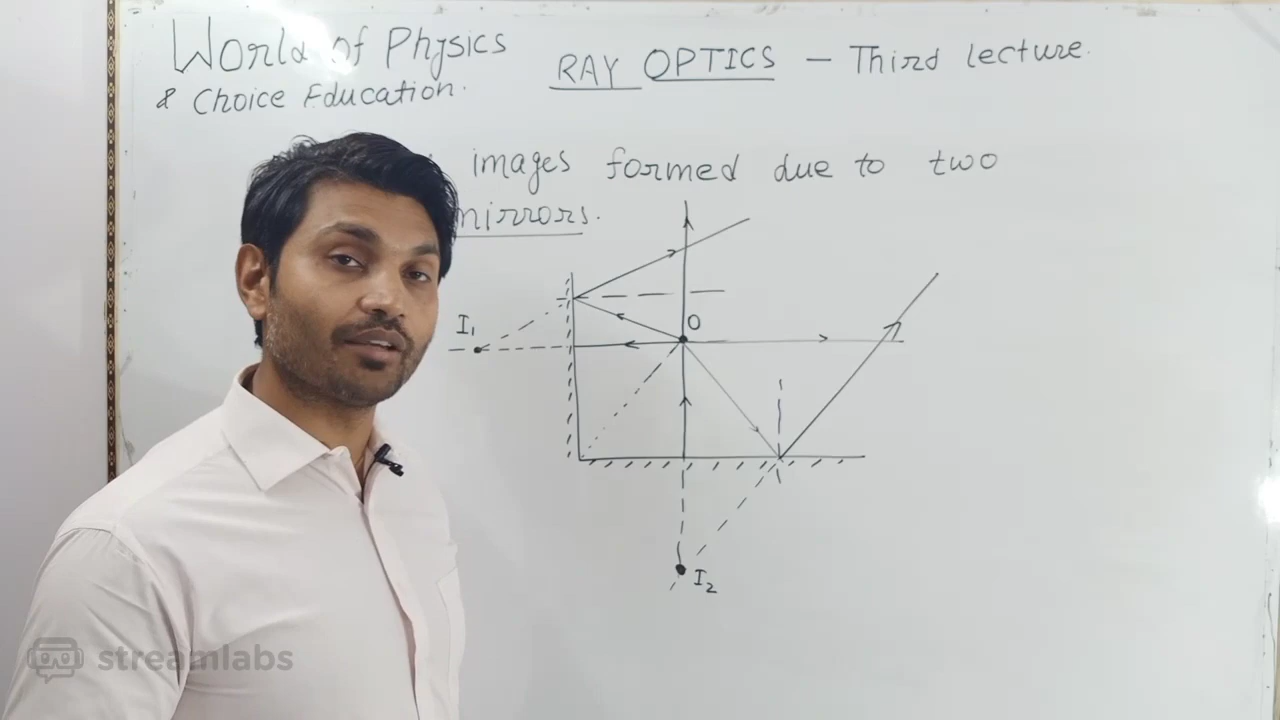 World of Physics
& Choice Education.
RAY OPTICS - Third lecture.
images formed due to two
mirrors.
I₁
O
I₂
streamlabs